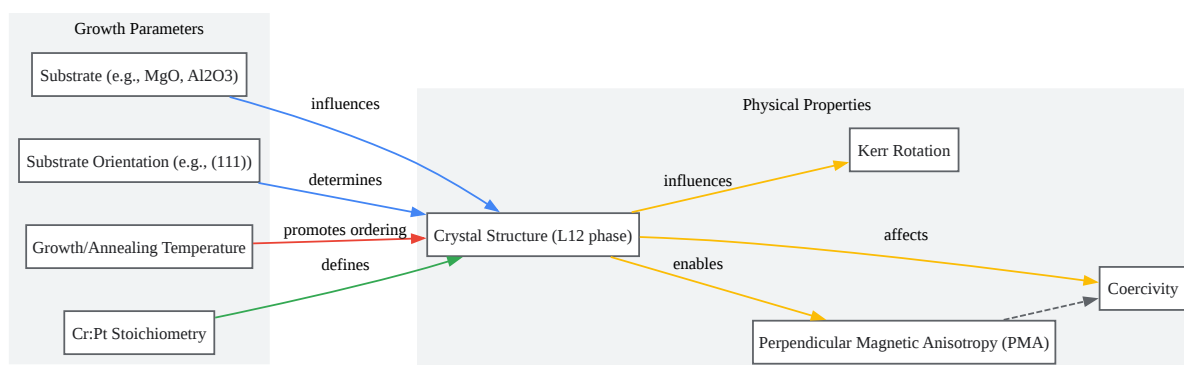 Growth Parameters
Substrate (e.g., MgO, Al2O3)
influences
Substrate Orientation (e.g., (111))
determines
Growth/Annealing Temperature
promotes ordering
Cr:Pt Stoichiometry
defines
Physical Properties
Crystal Structure (L12 phase)
influences
Kerr Rotation
affects
Coercivity
enables
Perpendicular Magnetic Anisotropy (PMA)